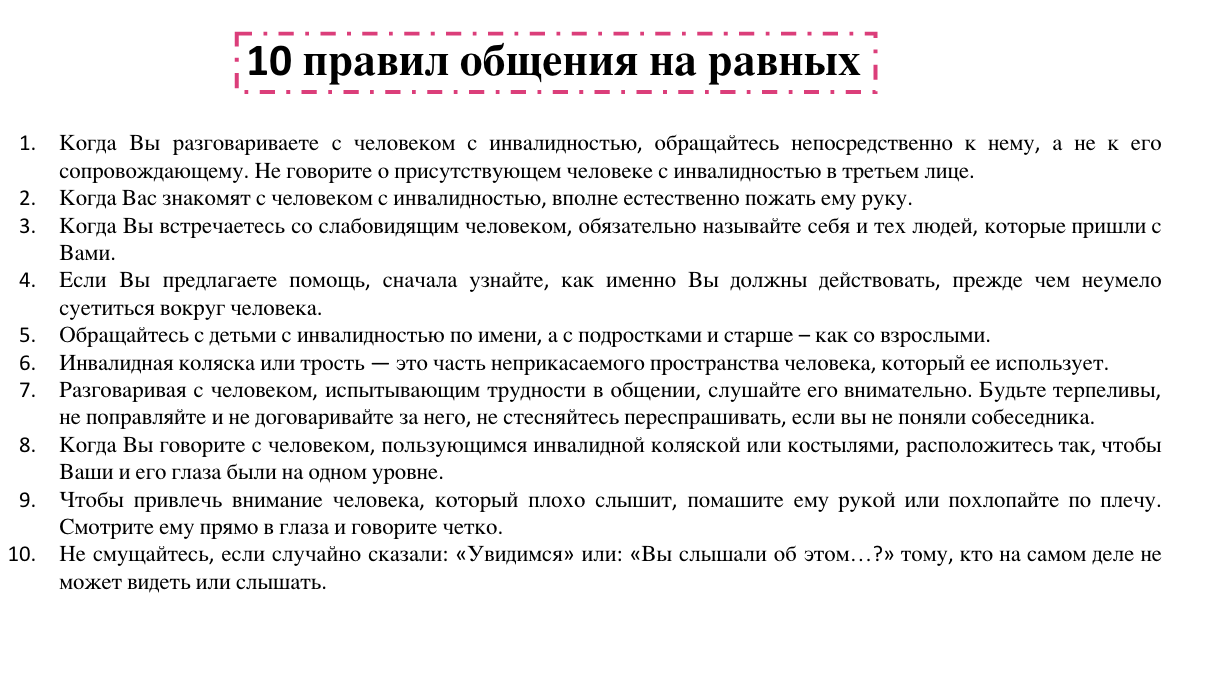 10 правил общения на равных
1. Когда Вы разговариваете с человеком с инвалидностью, обращайтесь непосредственно к нему, а не к его
сопровождающему. Не говорите о присутствующем человеке с инвалидностью в третьем лице.
2. Когда Вас знакомят с человеком с инвалидностью, вполне естественно пожать ему руку.
3. Когда Вы встречаетесь со слабовидящим человеком, обязательно называйте себя и тех людей, которые пришли с
Вами.
4. Если Вы предлагаете помощь, сначала узнайте, как именно Вы должны действовать, прежде чем неумело
суетиться вокруг человека.
5. Обращайтесь с детьми с инвалидностью по имени, а с подростками и старше – как со взрослыми.
6. Инвалидная коляска или трость — это часть неприкасаемого пространства человека, который ее использует.
7. Разговаривая с человеком, испытывающим трудности в общении, слушайте его внимательно. Будьте терпеливы,
не поправляйте и не договаривайте за него, не стесняйтесь переспрашивать, если вы не поняли собеседника.
8. Когда Вы говорите с человеком, пользующимся инвалидной коляской или костылями, расположитесь так, чтобы
Ваши и его глаза были на одном уровне.
9. Чтобы привлечь внимание человека, который плохо слышит, помашите ему рукой или похлопайте по плечу.
Смотрите ему прямо в глаза и говорите четко.
10. Не смущайтесь, если случайно сказали: «Увидимся» или: «Вы слышали об этом…?» тому, кто на самом деле не
может видеть или слышать.